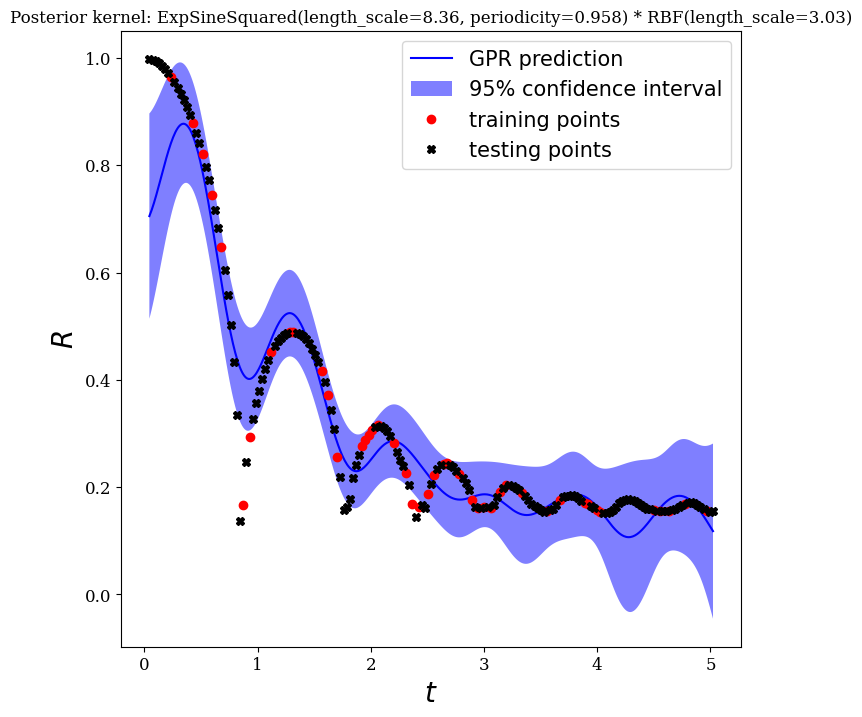 Posterior kernel: ExpSineSquared(length_scale=8.36, periodicity=0.958) * RBF(length_scale=3.03)
GPR prediction
95% confidence interval
training points
testing points
1.0
0.8
0.6
0.4
0.2
0.0
R
0 1 2 3 4 5
t